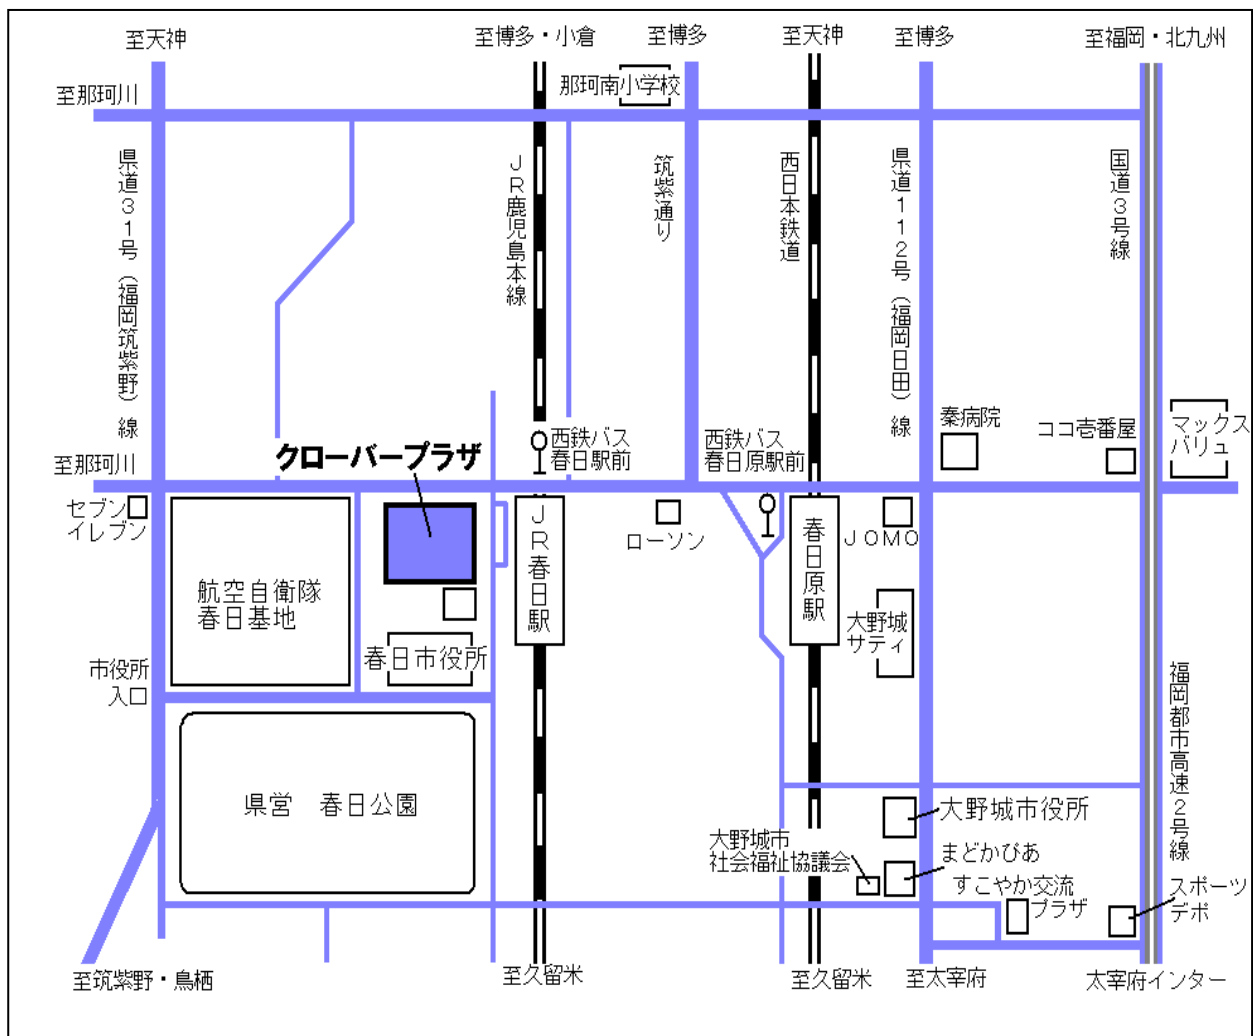 至天神
至博多・小倉
至博多
至天神
至博多
至福岡・北九州
至那珂川
那珂南小学校
県道31号(福岡筑紫野)線
JR鹿児島本線
筑紫通り
西日本鉄道
県道112号(福岡日田)線
国道3号線
秦病院
ココ壱番屋
マックス
バリュ
西鉄バス
春日駅前
西鉄バス
春日原駅前
至那珂川
クローバープラザ
セブン
イレブン
JR春日駅
ローソン
春日原駅
JOMO
航空自衛隊
春日基地
大野城
サティ
春日市役所
市役所
入口
福岡都市高速2号線
県営 春日公園
大野城市役所
大野城市
社会福祉協議会
まどかぴあ
すこやか交流
プラザ
スポーツ
デポ
至筑紫野・鳥栖
至久留米
至久留米
至太宰府
太宰府インター